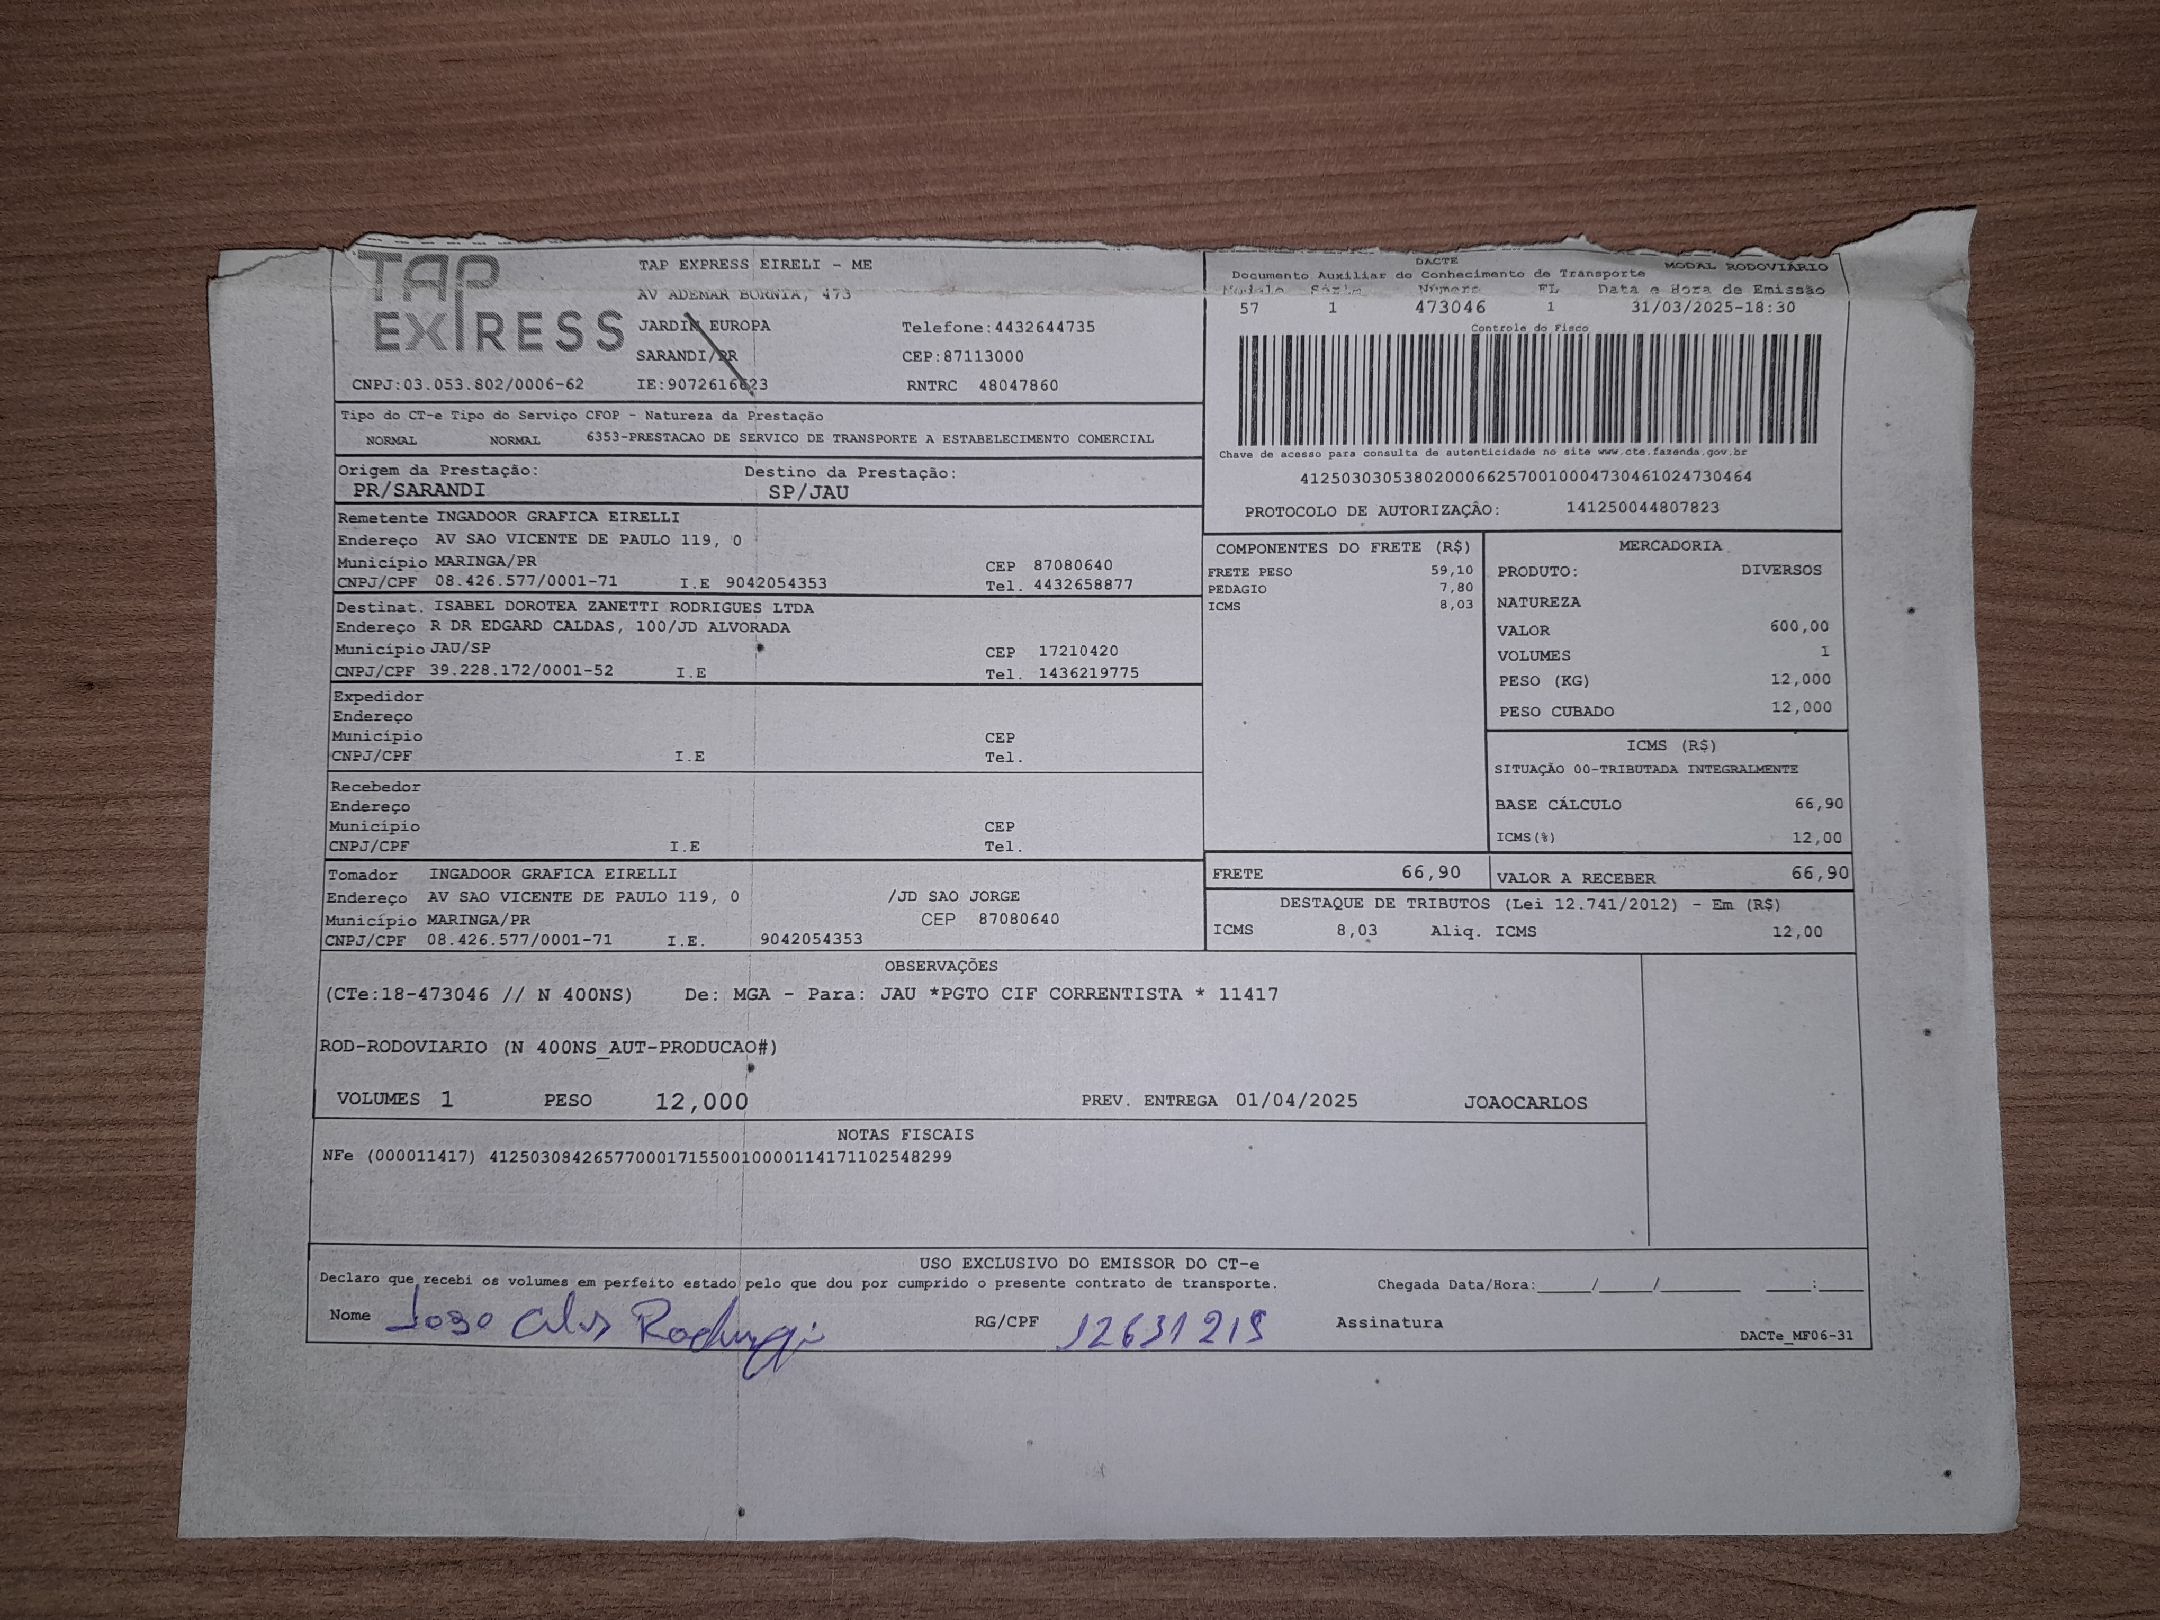 TAP EXPRESS
TAP EXPRESS EIRELI - ME
AV ADEMAR BORNIA, 473
JARDIM EUROPA Telefone:4432644735
SARANDI/PR CEP:87113000
CNPJ:03.053.802/0006-62 IE:9072616623 RNTRC 48047860
DACTE MODAL RODOVIÁRIO
Documento Auxiliar do Conhecimento de Transporte
Modelo Série Número FL Data e Hora de Emissão
57 1 473046 1 31/03/2025-18:30
Controle do Fisco
Chave de acesso para consulta de autenticidade no site www.cte.fazenda.gov.br
41250303053802000662570010004730461024730464
PROTOCOLO DE AUTORIZAÇÃO: 141250044807823
Tipo do CT-e Tipo do Serviço CFOP - Natureza da Prestação
NORMAL NORMAL 6353-PRESTACAO DE SERVICO DE TRANSPORTE A ESTABELECIMENTO COMERCIAL
Origem da Prestação: Destino da Prestação:
PR/SARANDI SP/JAU
Remetente INGADOOR GRAFICA EIRELLI
Endereço AV SAO VICENTE DE PAULO 119, 0
Município MARINGA/PR CEP 87080640
CNPJ/CPF 08.426.577/0001-71 I.E 9042054353 Tel. 4432658877
Destinat. ISABEL DOROTEA ZANETTI RODRIGUES LTDA
Endereço R DR EDGARD CALDAS, 100/JD ALVORADA
Município JAU/SP CEP 17210420
CNPJ/CPF 39.228.172/0001-52 I.E Tel. 1436219775
Expedidor
Endereço
Município CEP
CNPJ/CPF I.E Tel.
Recebedor
Endereço
Município CEP
CNPJ/CPF I.E Tel.
Tomador INGADOOR GRAFICA EIRELLI
Endereço AV SAO VICENTE DE PAULO 119, 0 /JD SAO JORGE
Município MARINGA/PR CEP 87080640
CNPJ/CPF 08.426.577/0001-71 I.E. 9042054353
COMPONENTES DO FRETE (R$)
FRETE PESO 59,10
PEDAGIO 7,80
ICMS 8,03
MERCADORIA
PRODUTO: DIVERSOS
NATUREZA
VALOR 600,00
VOLUMES 1
PESO (KG) 12,000
PESO CUBADO 12,000
ICMS (R$)
SITUAÇÃO 00-TRIBUTADA INTEGRALMENTE
BASE CÁLCULO 66,90
ICMS(%) 12,00
FRETE 66,90 VALOR A RECEBER 66,90
DESTAQUE DE TRIBUTOS (Lei 12.741/2012) - Em (R$)
ICMS 8,03 Aliq. ICMS 12,00
OBSERVAÇÕES
(CTe:18-473046 // N 400NS) De: MGA - Para: JAU *PGTO CIF CORRENTISTA * 11417
ROD-RODOVIARIO (N 400NS_AUT-PRODUCAO#)
VOLUMES 1 PESO 12,000 PREV. ENTREGA 01/04/2025 JOAOCARLOS
NOTAS FISCAIS
NFe (000011417) 41250308426577000171550010000114171102548299
USO EXCLUSIVO DO EMISSOR DO CT-e
Declaro que recebi os volumes em perfeito estado pelo que dou por cumprido o presente contrato de transporte. Chegada Data/Hora:_____/_____/________ ____:____
Nome RG/CPF Assinatura
DACTe_MF06-31